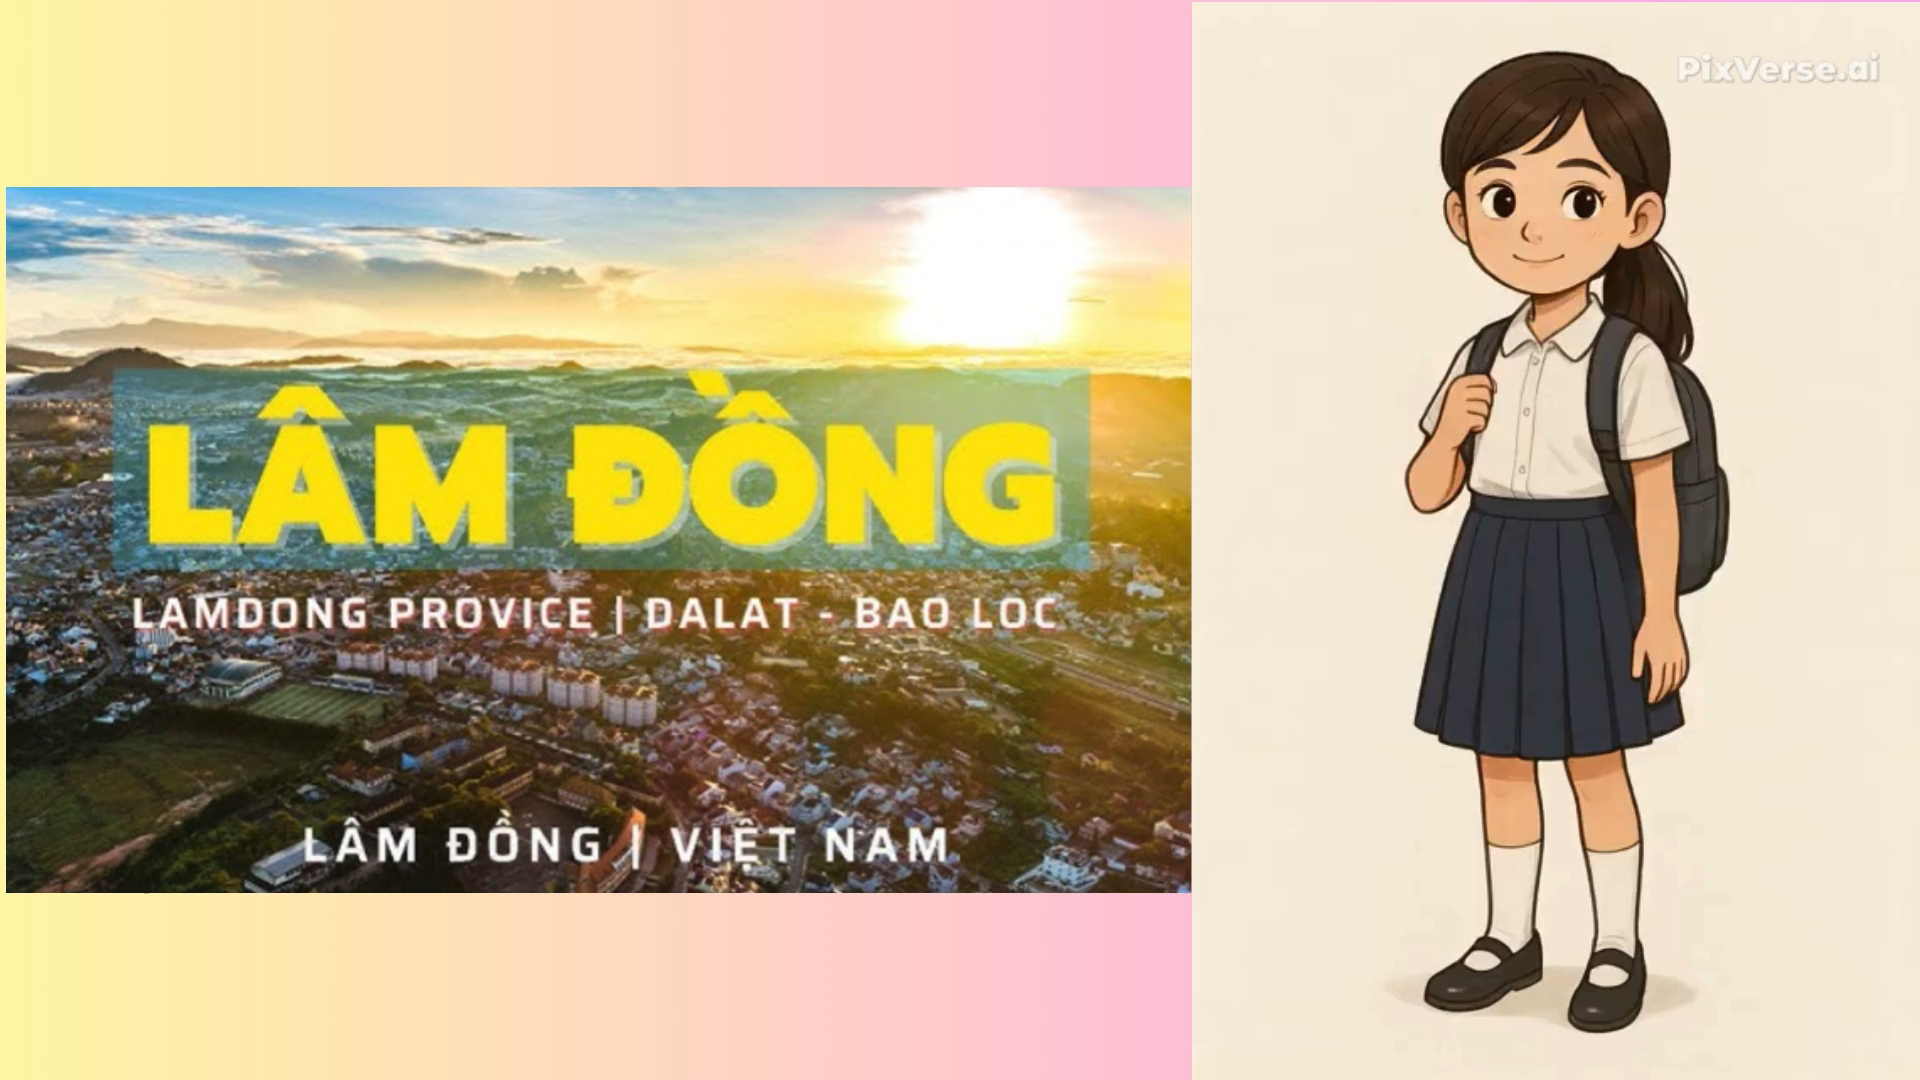 LÂM ĐỒNG
LAMDONG PROVICE | DALAT - BAO LOC
LÂM ĐỒNG | VIỆT NAM
PixVerse.ai